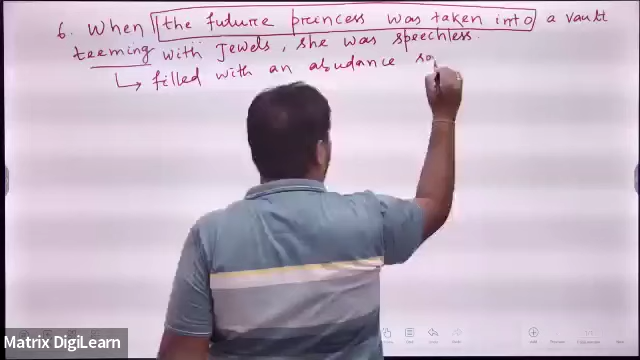 6. When the future princess was taken into a vault
teeming with jewels, she was speechless.
↳ filled with an abudance so
Matrix DigiLearn